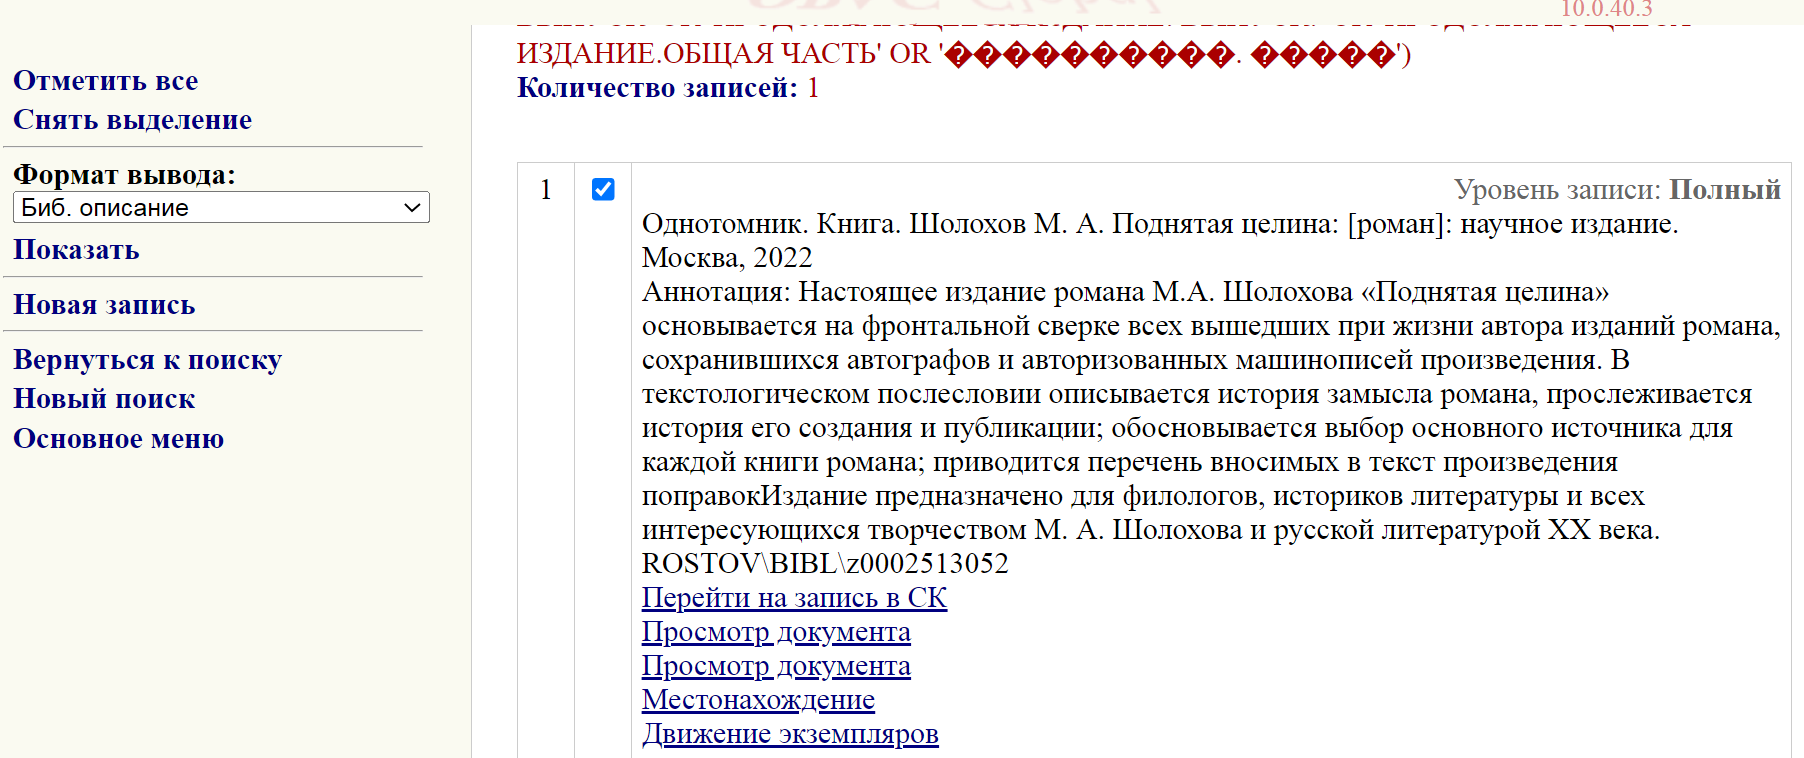 10.0.40.3
ИЗДАНИЕ.ОБЩАЯ ЧАСТЬ' OR '����������. �����')
Количество записей: 1
Отметить все
Снять выделение
Формат вывода:
Биб. описание
Показать
Новая запись
Вернуться к поиску
Новый поиск
Основное меню
1
Уровень записи: Полный
Однотомник. Книга. Шолохов М. А. Поднятая целина: [роман]: научное издание.
Москва, 2022
Аннотация: Настоящее издание романа М.А. Шолохова «Поднятая целина»
основывается на фронтальной сверке всех вышедших при жизни автора изданий романа,
сохранившихся автографов и авторизованных машинописей произведения. В
текстологическом послесловии описывается история замысла романа, прослеживается
история его создания и публикации; обосновывается выбор основного источника для
каждой книги романа; приводится перечень вносимых в текст произведения
поправокИздание предназначено для филологов, историков литературы и всех
интересующихся творчеством М. А. Шолохова и русской литературой XX века.
ROSTOV\BIBL\z0002513052
Перейти на запись в СК
Просмотр документа
Просмотр документа
Местонахождение
Движение экземпляров